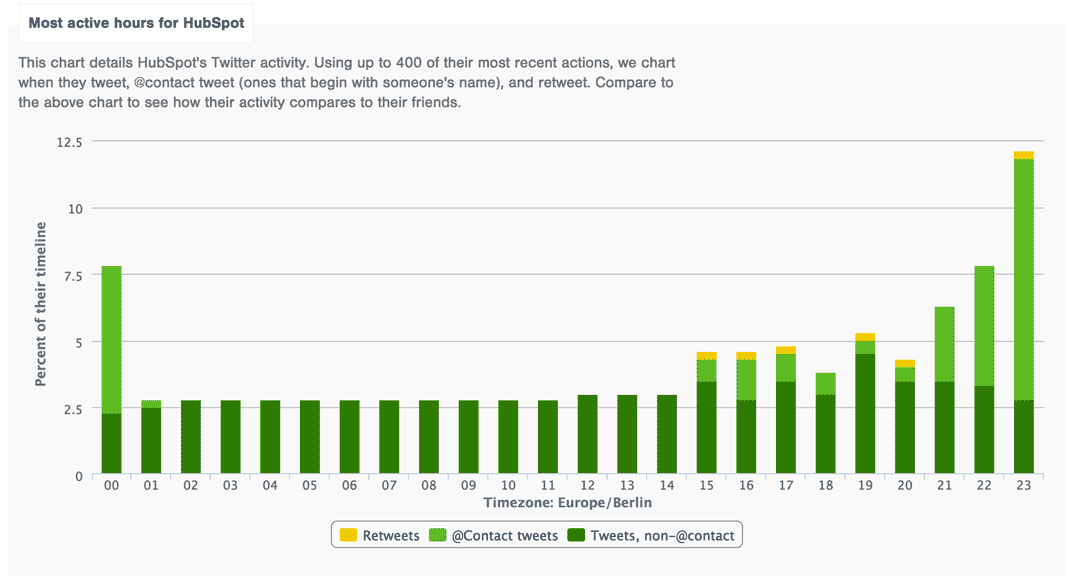 Most active hours for HubSpot
This chart details HubSpot's Twitter activity. Using up to 400 of their most recent actions, we chart
when they tweet, @contact tweet (ones that begin with someone's name), and retweet. Compare to
the above chart to see how their activity compares to their friends.
12.5
10
7.5
5
2.5
0
Percent of their timeline
00 01 02 03 04 05 06 07 08 09 10 11 12 13 14 15 16 17 18 19 20 21 22 23
Timezone: Europe/Berlin
Retweets @Contact tweets Tweets, non-@contact